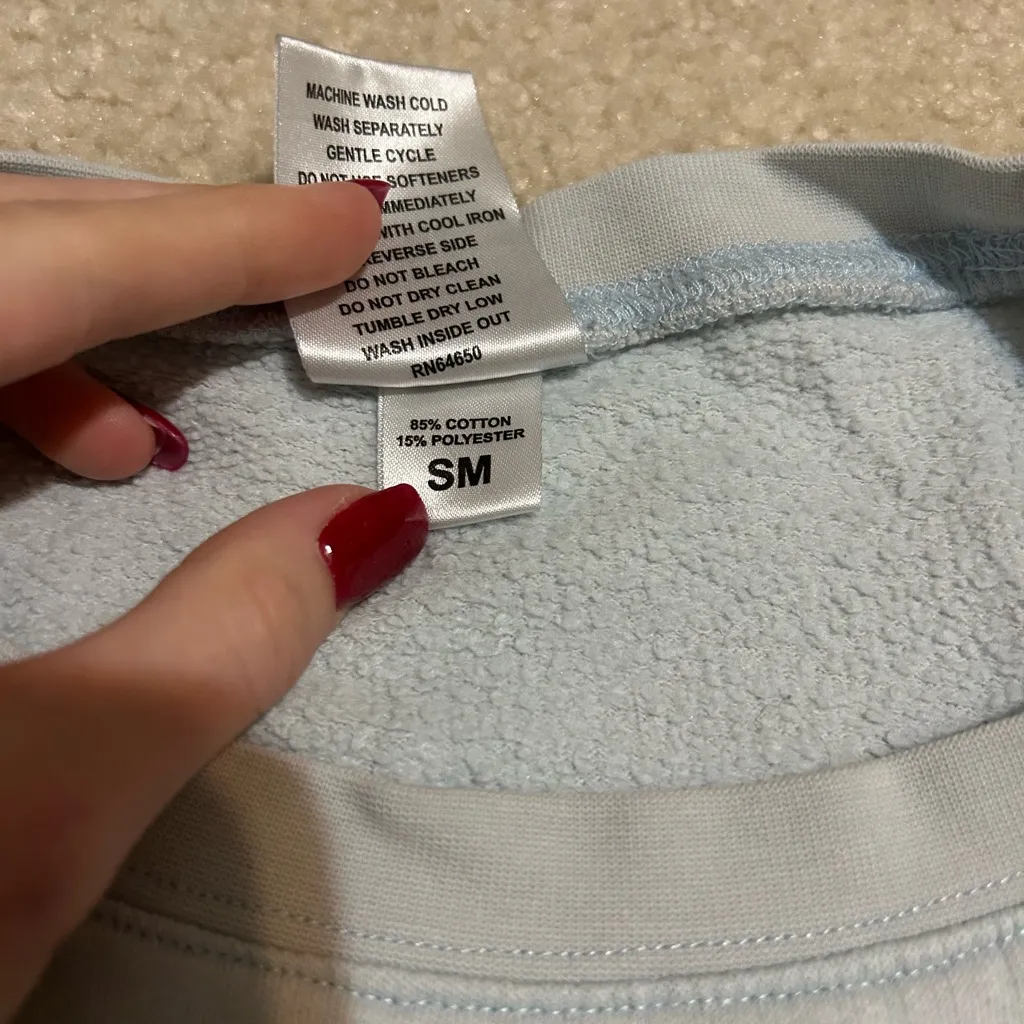 MACHINE WASH COLD
WASH SEPARATELY
GENTLE CYCLE
DO NOT USE SOFTENERS
IMMEDIATELY
WITH COOL IRON
REVERSE SIDE
DO NOT BLEACH
DO NOT DRY CLEAN
TUMBLE DRY LOW
WASH INSIDE OUT
RN64650
85% COTTON
15% POLYESTER
SM